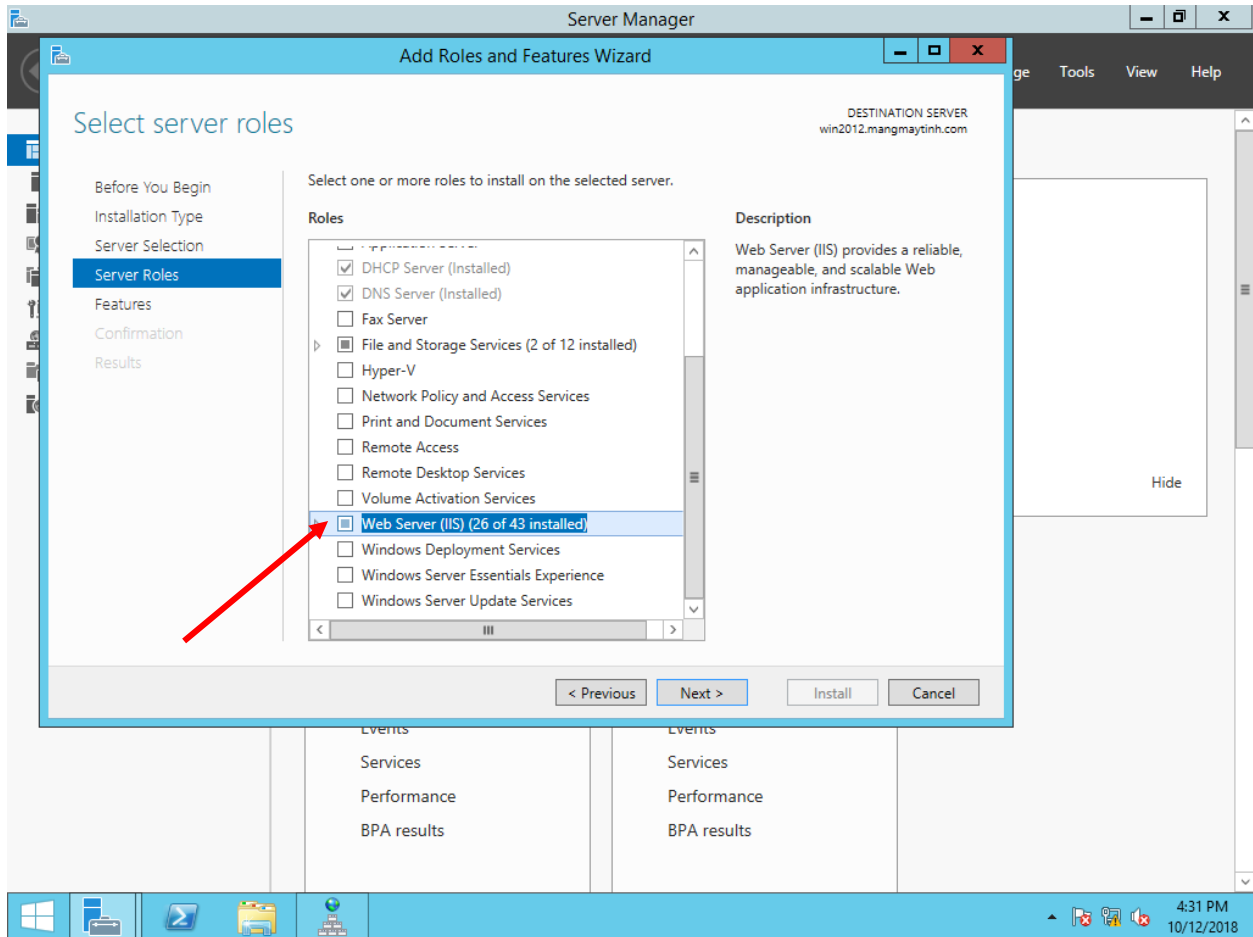 Server Manager
Add Roles and Features Wizard
Tools View Help
Select server roles
DESTINATION SERVER
win2012.mangmaytinh.com
Before You Begin
Installation Type
Server Selection
Server Roles
Features
Confirmation
Results
Select one or more roles to install on the selected server.
Roles
DHCP Server (Installed)
DNS Server (Installed)
Fax Server
File and Storage Services (2 of 12 installed)
Hyper-V
Network Policy and Access Services
Print and Document Services
Remote Access
Remote Desktop Services
Volume Activation Services
Web Server (IIS) (26 of 43 installed)
Windows Deployment Services
Windows Server Essentials Experience
Windows Server Update Services
Description
Web Server (IIS) provides a reliable,
manageable, and scalable Web
application infrastructure.
Hide
< Previous
Next >
Install
Cancel
Events
Services
Performance
BPA results
Events
Services
Performance
BPA results
4:31 PM
10/12/2018